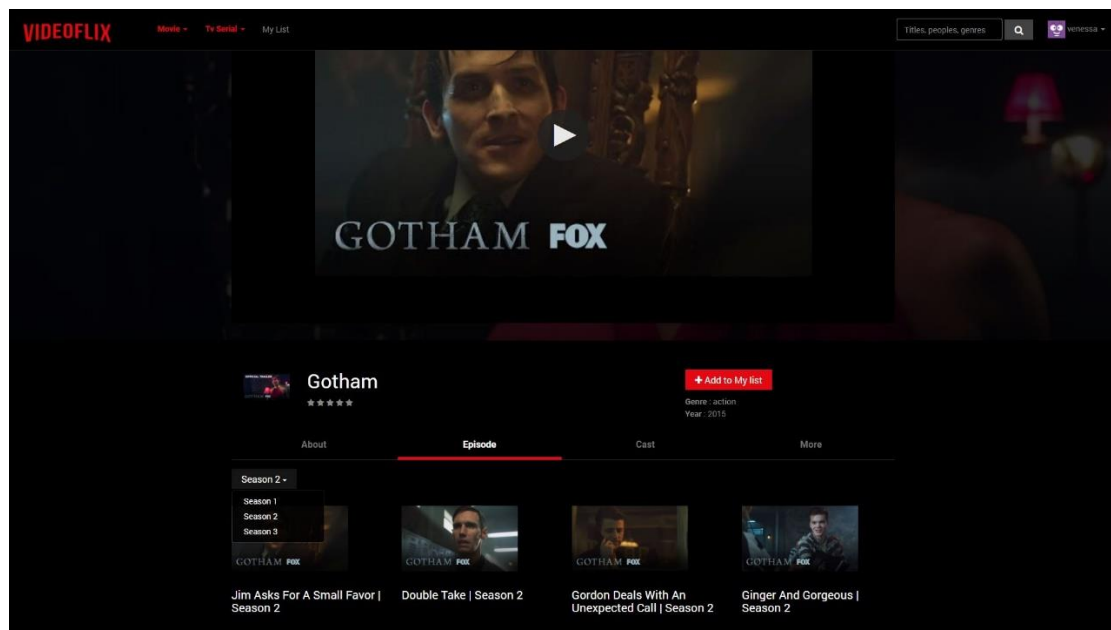 VIDEOFLIX
Movie
Tv Serial
My List
Titles, peoples, genres
venessa
GOTHAM FOX
Gotham
+ Add to My list
Genre : action
Year : 2015
About
Episode
Cast
More
Season 2
Season 1
Season 2
Season 3
GOTHAM FOX
GOTHAM FOX
GOTHAM FOX
GOTHAM FOX
Jim Asks For A Small Favor |
Season 2
Double Take | Season 2
Gordon Deals With An
Unexpected Call | Season 2
Ginger And Gorgeous |
Season 2